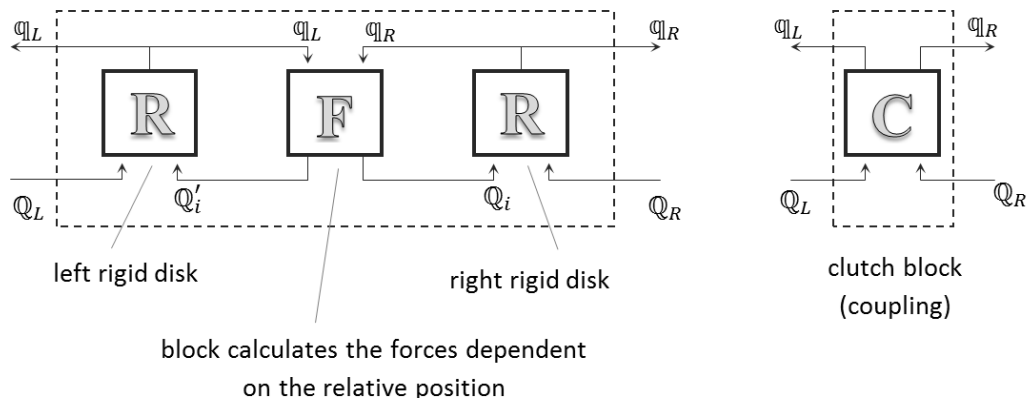 𝕢L 𝕢L 𝕢R 𝕢R 𝕢L 𝕢R
R F R C
ℚL ℚ′i ℚi ℚR ℚL ℚR
left rigid disk right rigid disk clutch block
(coupling)
block calculates the forces dependent
on the relative position